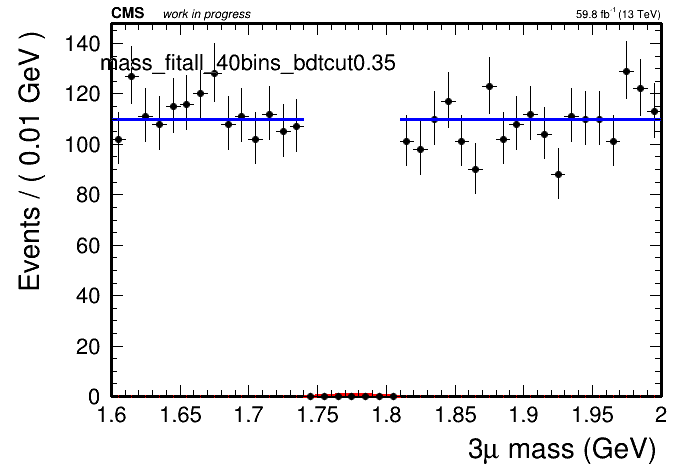 CMS work in progress 59.8 fb⁻¹ (13 TeV)
mass_fitall_40bins_bdtcut0.35
Events / ( 0.01 GeV )
140
120
100
80
60
40
20
0
1.6 1.65 1.7 1.75 1.8 1.85 1.9 1.95 2
3μ mass (GeV)